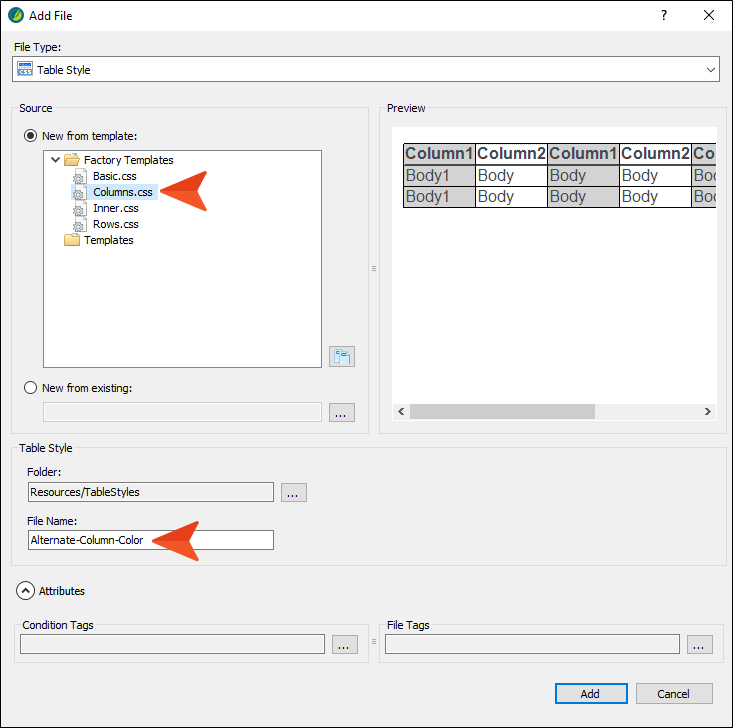 Add File
?
File Type:
Table Style
Source
New from template:
Factory Templates
Basic.css
Columns.css
Inner.css
Rows.css
Templates
New from existing:
...
Preview
Column1 Column2 Column1 Column2 Co
Body1 Body Body Body Bo
Body1 Body Body Body Bo
Table Style
Folder:
Resources/TableStyles
...
File Name:
Alternate-Column-Color
Attributes
Condition Tags
...
File Tags
...
Add
Cancel